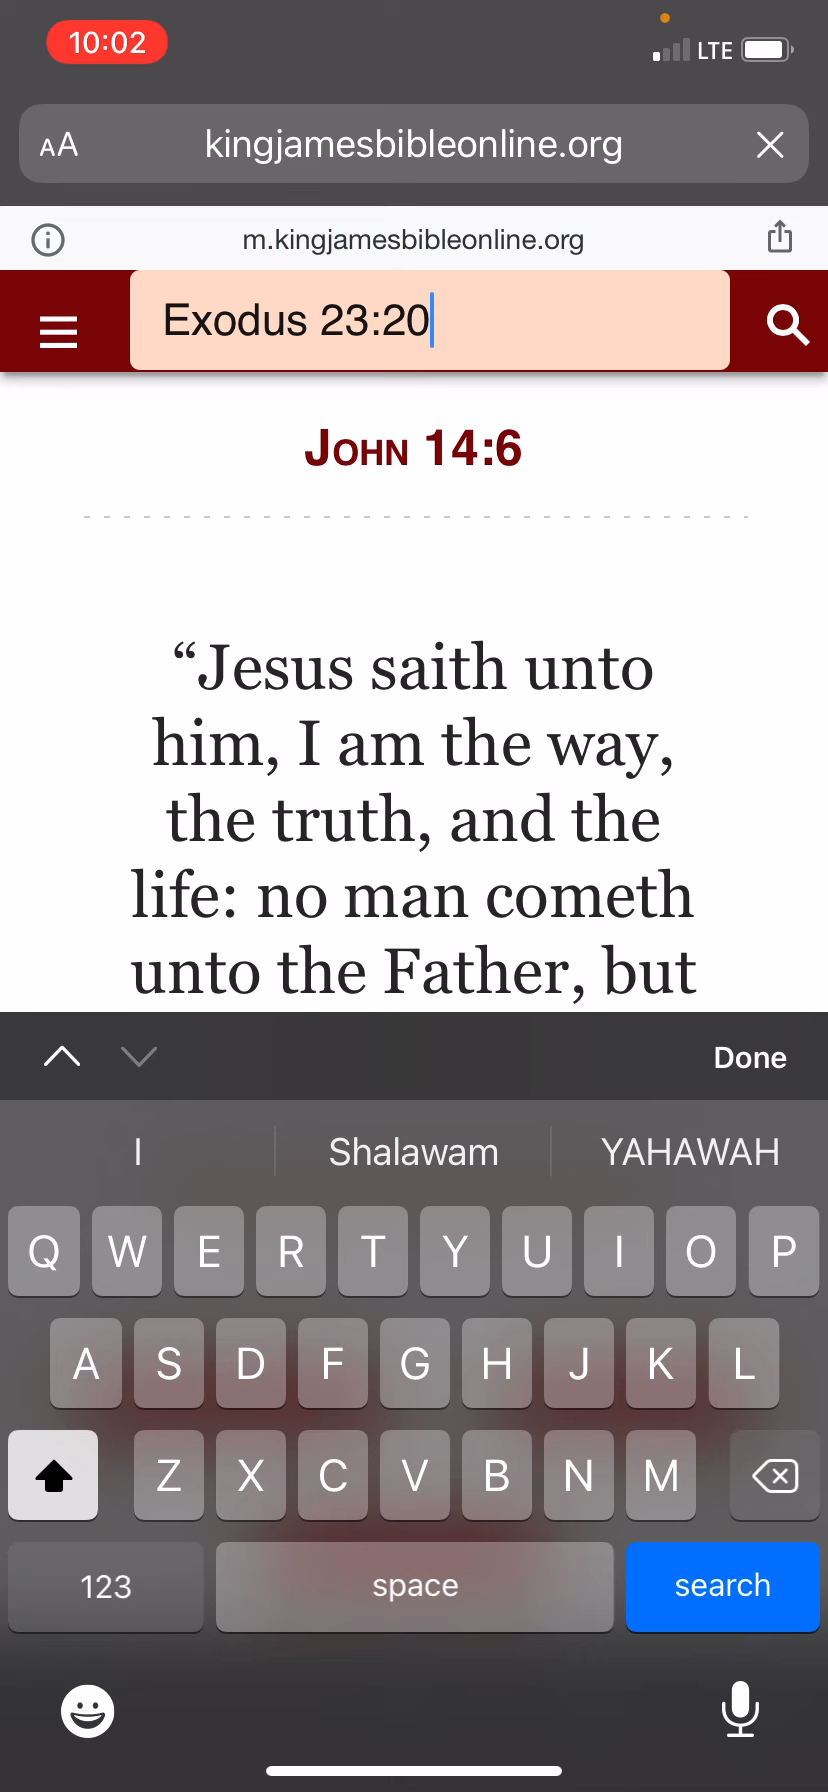 10:02
LTE
AA kingjamesbibleonline.org
m.kingjamesbibleonline.org
Exodus 23:20
John 14:6
“Jesus saith unto
him, I am the way,
the truth, and the
life: no man cometh
unto the Father, but
Done
I Shalawam YAHAWAH
Q W E R T Y U I O P
A S D F G H J K L
Z X C V B N M
123 space search